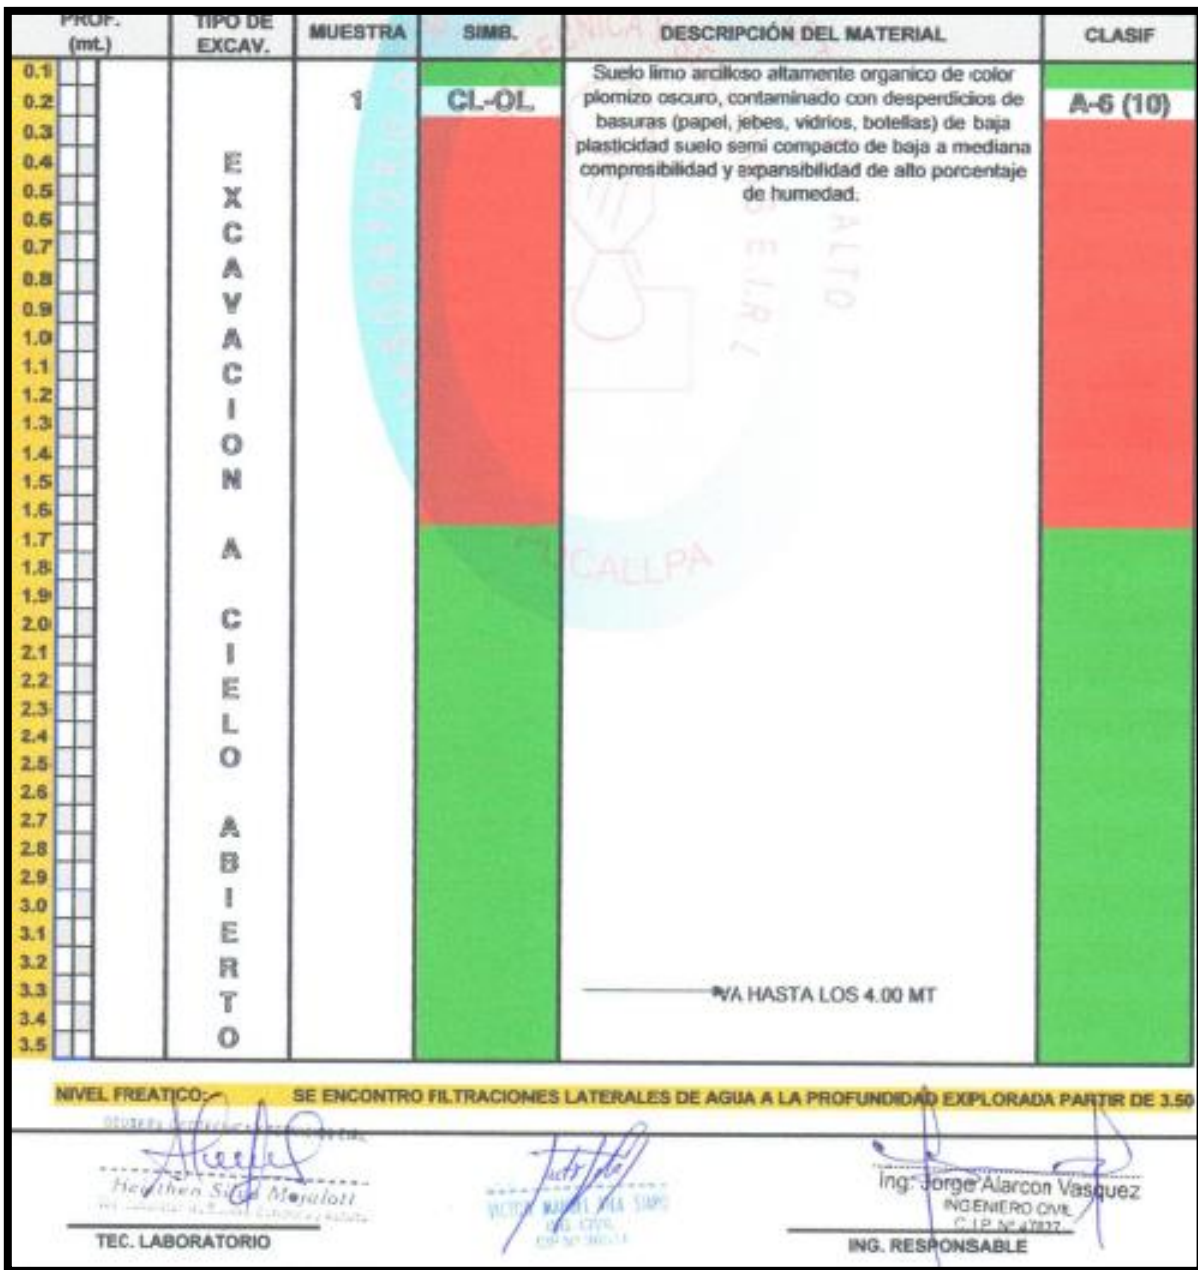 PROF. (mt.)
TIPO DE EXCAV.
MUESTRA
SIMB.
DESCRIPCIÓN DEL MATERIAL
CLASIF
0.1
0.2
0.3
0.4
0.5
0.6
0.7
0.8
0.9
1.0
1.1
1.2
1.3
1.4
1.5
1.6
1.7
1.8
1.9
2.0
2.1
2.2
2.3
2.4
2.5
2.6
2.7
2.8
2.9
3.0
3.1
3.2
3.3
3.4
3.5
EXCAVACION A CIELO ABIERTO
1
CL-OL
Suelo limo arcilloso altamente organico de color
plomizo oscuro, contaminado con desperdicios de
basuras (papel, jebes, vidrios, botellas) de baja
plasticidad suelo semi compacto de baja a mediana
compresibilidad y expansibilidad de alto porcentaje
de humedad.
A-6 (10)
E.I.R.L
ALTO
UCALLPA
VA HASTA LOS 4.00 MT
NIVEL FREATICO: SE ENCONTRO FILTRACIONES LATERALES DE AGUA A LA PROFUNDIDAD EXPLORADA PARTIR DE 3.50
TEC. LABORATORIO
VICTOR MANUEL
ING. CIVIL
Ing. Jorge Alarcon Vasquez
INGENIERO CIVIL
C.I.P. Nº 47827
ING. RESPONSABLE